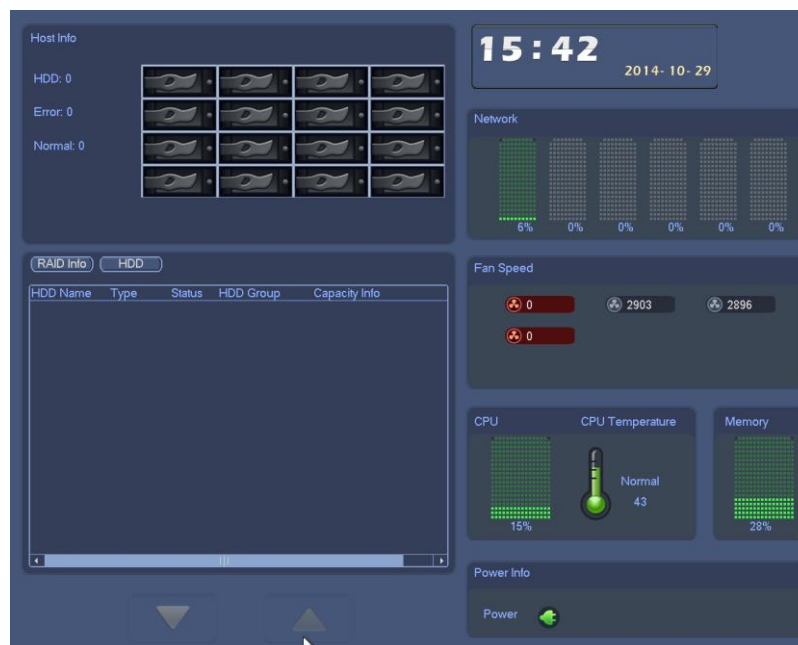 Host Info
HDD: 0
Error: 0
Normal: 0
15:42
2014-10-29
Network
6% 0% 0% 0% 0% 0%
RAID Info HDD
HDD Name Type Status HDD Group Capacity Info
Fan Speed
0 2903 2896
0
CPU CPU Temperature
Normal
43
15%
Memory
28%
Power Info
Power